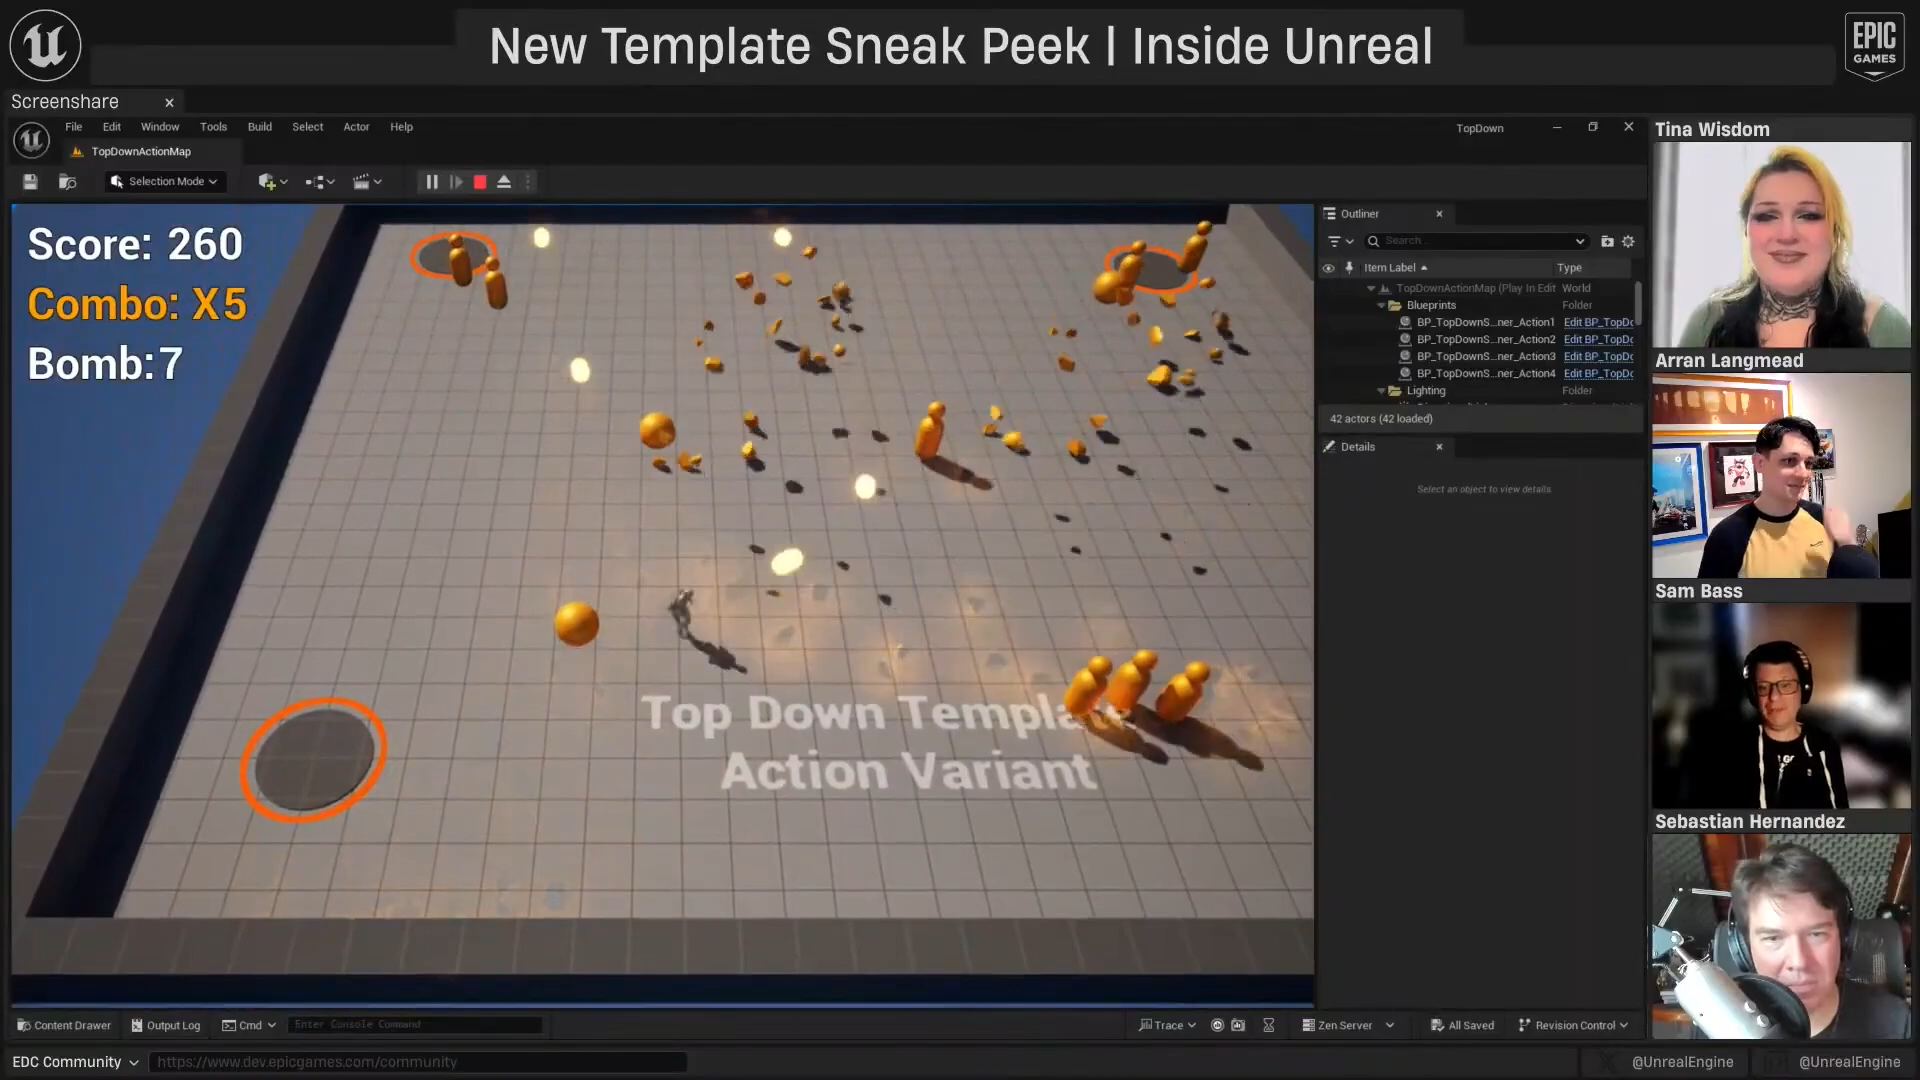 New Template Sneak Peek | Inside Unreal
EPIC
GAMES
Screenshare
File Edit Window Tools Build Select Actor Help
TopDown
TopDownActionMap
Selection Mode
Score: 260
Combo: X5
Bomb:7
Top Down Template
Action Variant
Outliner
Search...
Item Label Type
TopDownActionMap (Play In Edit World
Blueprints Folder
BP_TopDownS...ner_Action1 Edit BP_TopDo
BP_TopDownS...ner_Action2 Edit BP_TopDo
BP_TopDownS...ner_Action3 Edit BP_TopDo
BP_TopDownS...ner_Action4 Edit BP_TopDo
Lighting Folder
42 actors (42 loaded)
Details
Select an object to view details
Tina Wisdom
Arran Langmead
Sam Bass
Sebastian Hernandez
Content Drawer Output Log Cmd Enter Console Command Trace Zen Server All Saved Revision Control
EDC Community https://www.dev.epicgames.com/community @UnrealEngine @UnrealEngine